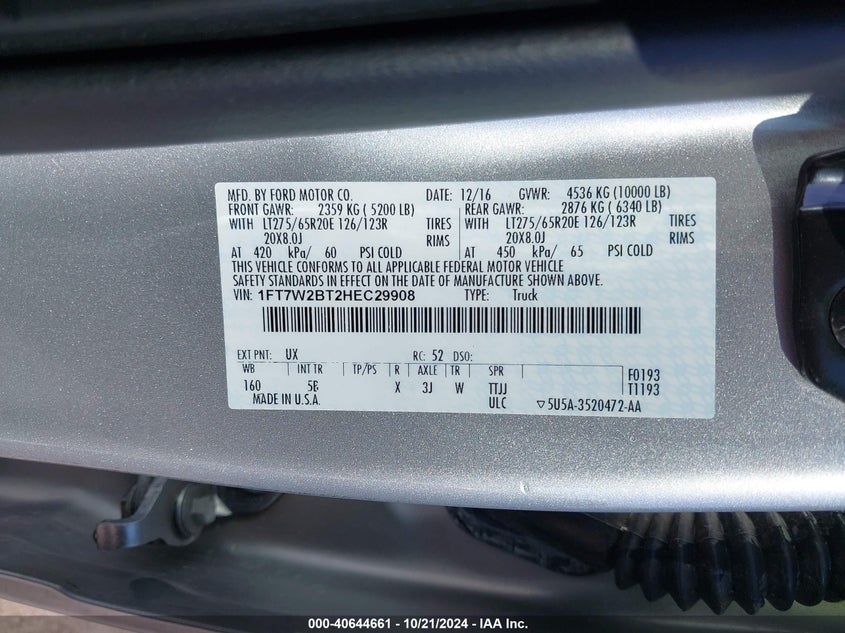 MFD. BY FORD MOTOR CO. DATE: 12/16 GVWR: 4536 KG (10000 LB)
FRONT GAWR: 2359 KG ( 5200 LB) REAR GAWR: 2876 KG ( 6340 LB)
WITH LT275/65R20E 126/123R TIRES WITH LT275/65R20E 126/123R TIRES
20X8.0J RIMS 20X8.0J RIMS
AT 420 kPa/ 60 PSI COLD AT 450 kPa/ 65 PSI COLD
THIS VEHICLE CONFORMS TO ALL APPLICABLE FEDERAL MOTOR VEHICLE
SAFETY STANDARDS IN EFFECT ON THE DATE OF MANUFACTURE SHOWN ABOVE.
VIN: 1FT7W2BT2HEC29908 TYPE: Truck
EXT PNT: UX RC: 52 DSO:
WB INT TR TP/PS R AXLE TR SPR F0193
160 5B X 3J W TTJJ T1193
MADE IN U.S.A. ULC ▽5U5A-3520472-AA
000-40644661 - 10/21/2024 - IAA Inc.